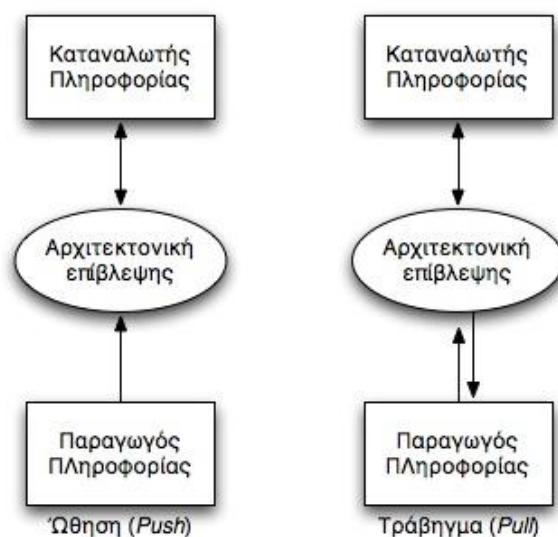 Καταναλωτής
Πληροφορίας
Αρχιτεκτονική
επίβλεψης
Παραγωγός
ΠΛηροφορίας
Ώθηση (Push)
Καταναλωτής
Πληροφορίας
Αρχιτεκτονική
επίβλεψης
Παραγωγός
ΠΛηροφορίας
Τράβηγμα (Pull)